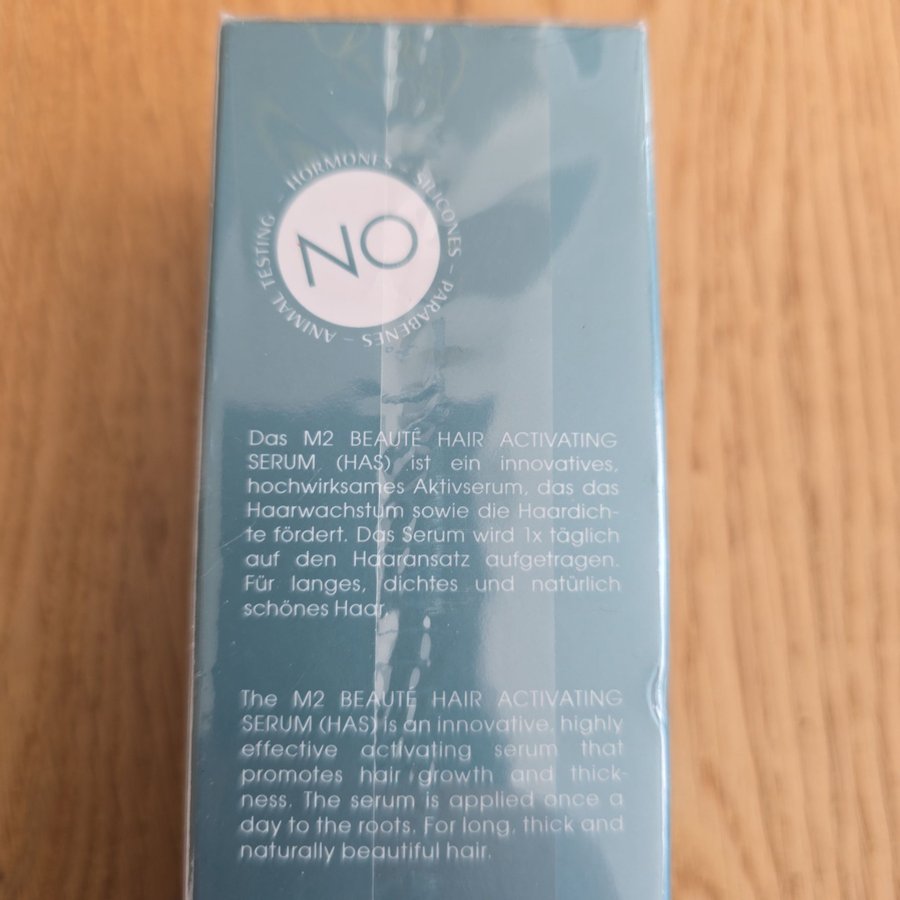 ANIMAL TESTING - HORMONES - SILICONES - PARABENES -
NO
Das M2 BEAUTÉ HAIR ACTIVATING
SERUM (HAS) ist ein innovatives,
hochwirksames Aktivserum, das das
Haarwachstum sowie die Haardich-
te fördert. Das Serum wird 1x täglich
auf den Haaransatz aufgetragen.
Für langes, dichtes und natürlich
schönes Haar.
The M2 BEAUTÉ HAIR ACTIVATING
SERUM (HAS) is an innovative, highly
effective activating serum that
promotes hair growth and thick-
ness. The serum is applied once a
day to the roots. For long, thick and
naturally beautiful hair.